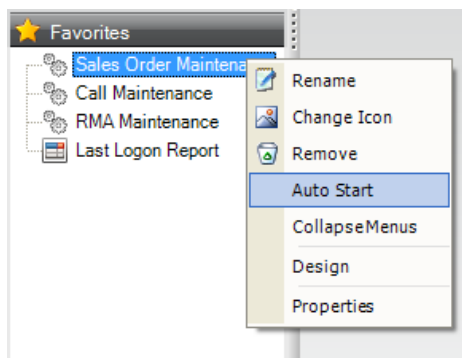 Favorites
Sales Order Maintena
Call Maintenance
RMA Maintenance
Last Logon Report
Rename
Change Icon
Remove
Auto Start
CollapseMenus
Design
Properties